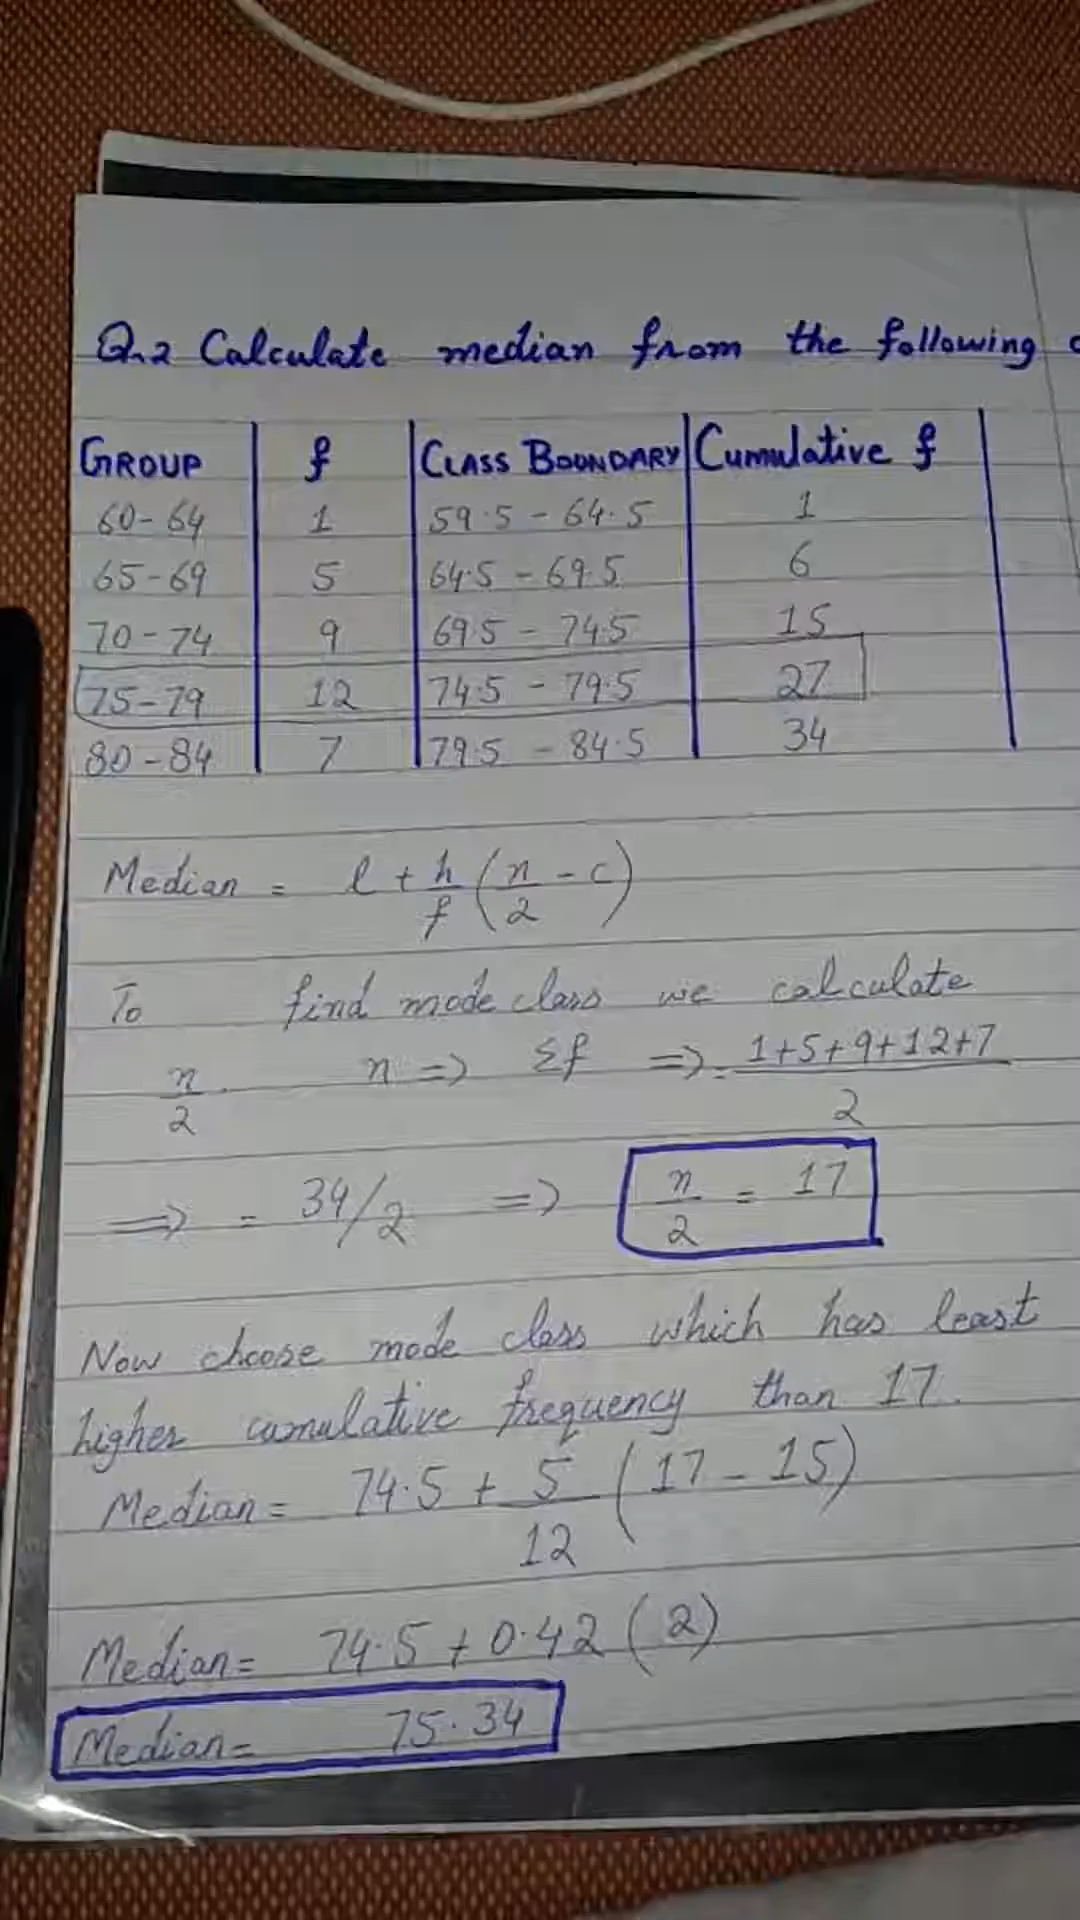 Q.2 Calculate median from the following
GROUP f CLASS BOUNDARY Cumulative f
60-64 1 59.5 - 64.5 1
65-69 5 64.5 - 69.5 6
70-74 9 69.5 - 74.5 15
75-79 12 74.5 - 79.5 27
80-84 7 79.5 - 84.5 34
Median = l + h/f (n/2 - c)
To find mode class we calculate
n/2 n => Σf => = 1+5+9+12+7 / 2
=> = 34/2 => n/2 = 17
Now choose mode class which has least
higher cumulative frequency than 17.
Median = 74.5 + 5/12 (17 - 15)
Median = 74.5 + 0.42 (2)
Median = 75.34